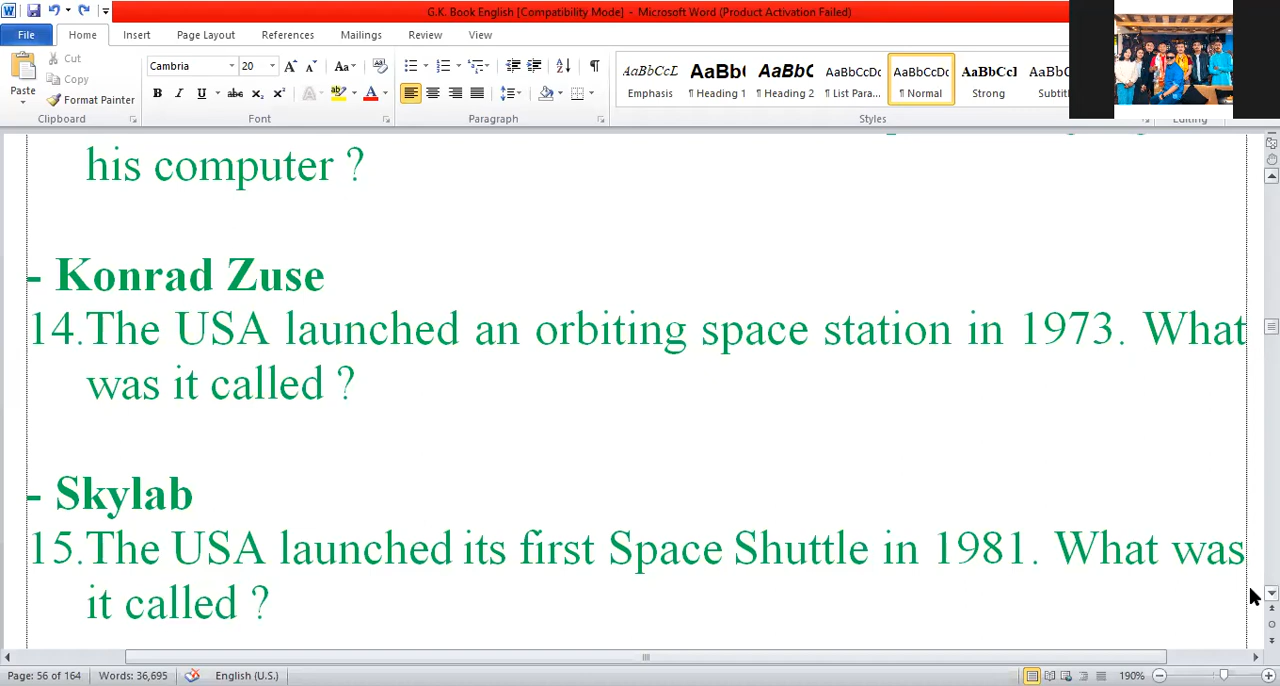 G.K. Book English [Compatibility Mode] - Microsoft Word (Product Activation Failed)
File Home Insert Page Layout References Mailings Review View
Cut
Copy
Format Painter
Paste
Clipboard
Cambria 20
Font
Paragraph
AaBbCcL AaBbC AaBbC AaBbCcDc AaBbCcDc AaBbCcI AaBb
Emphasis ¶ Heading 1 ¶ Heading 2 ¶ List Para... ¶ Normal Strong Subtitl
Styles
Editing
his computer ?
- Konrad Zuse
14.The USA launched an orbiting space station in 1973. What
was it called ?
- Skylab
15.The USA launched its first Space Shuttle in 1981. What was
it called ?
Page: 56 of 164 Words: 36,695 English (U.S.) 190%